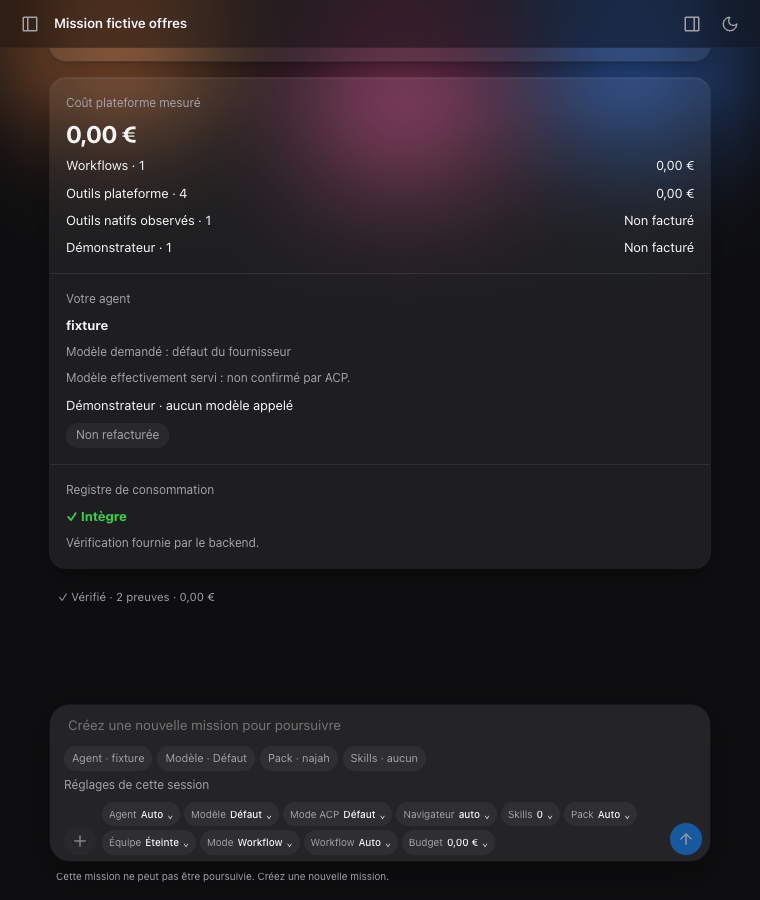 Mission fictive offres
Coût plateforme mesuré
0,00 €
Workflows · 1 0,00 €
Outils plateforme · 4 0,00 €
Outils natifs observés · 1 Non facturé
Démonstrateur · 1 Non facturé
Votre agent
fixture
Modèle demandé : défaut du fournisseur
Modèle effectivement servi : non confirmé par ACP.
Démonstrateur · aucun modèle appelé
Non refacturée
Registre de consommation
✓ Intègre
Vérification fournie par le backend.
✓ Vérifié · 2 preuves · 0,00 €
Créez une nouvelle mission pour poursuivre
Agent · fixture Modèle · Défaut Pack · najah Skills · aucun
Réglages de cette session
Agent Auto Modèle Défaut Mode ACP Défaut Navigateur auto Skills 0 Pack Auto
Équipe Éteinte Mode Workflow Workflow Auto Budget 0,00 €
Cette mission ne peut pas être poursuivie. Créez une nouvelle mission.